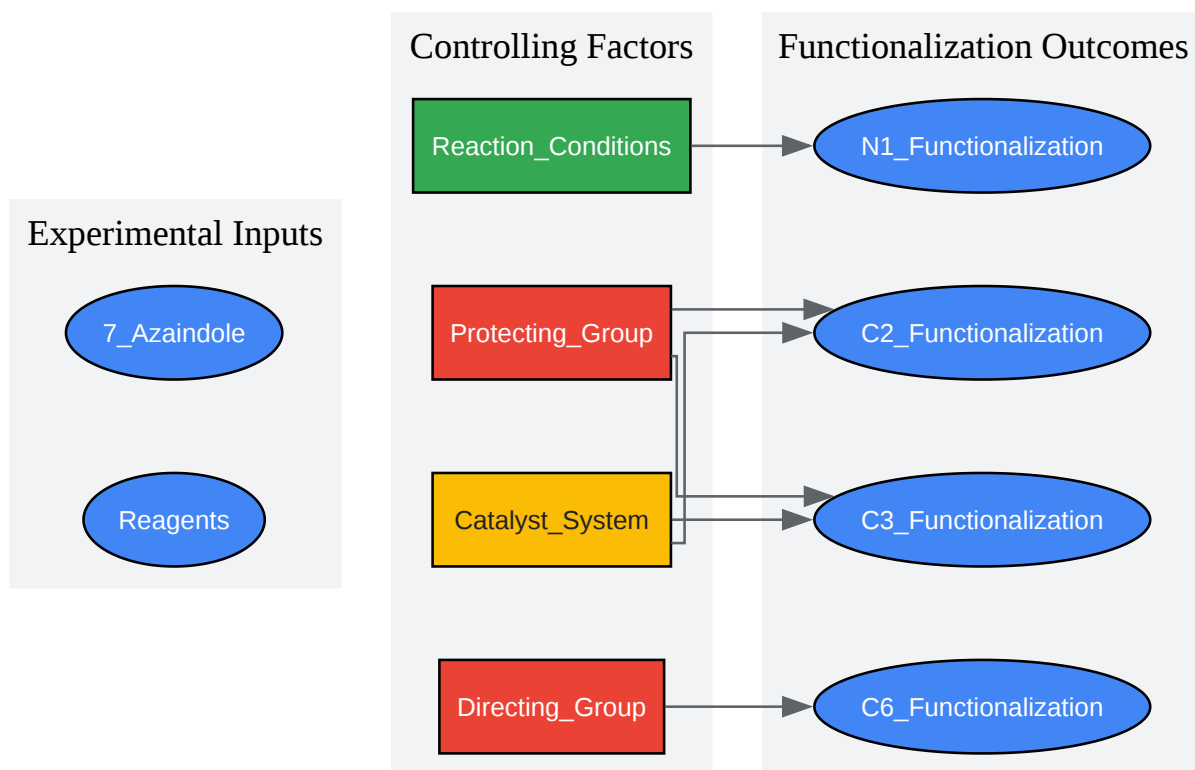 Experimental Inputs
7_Azaindole
Reagents
Controlling Factors
Reaction_Conditions
Protecting_Group
Catalyst_System
Directing_Group
Functionalization Outcomes
N1_Functionalization
C2_Functionalization
C3_Functionalization
C6_Functionalization